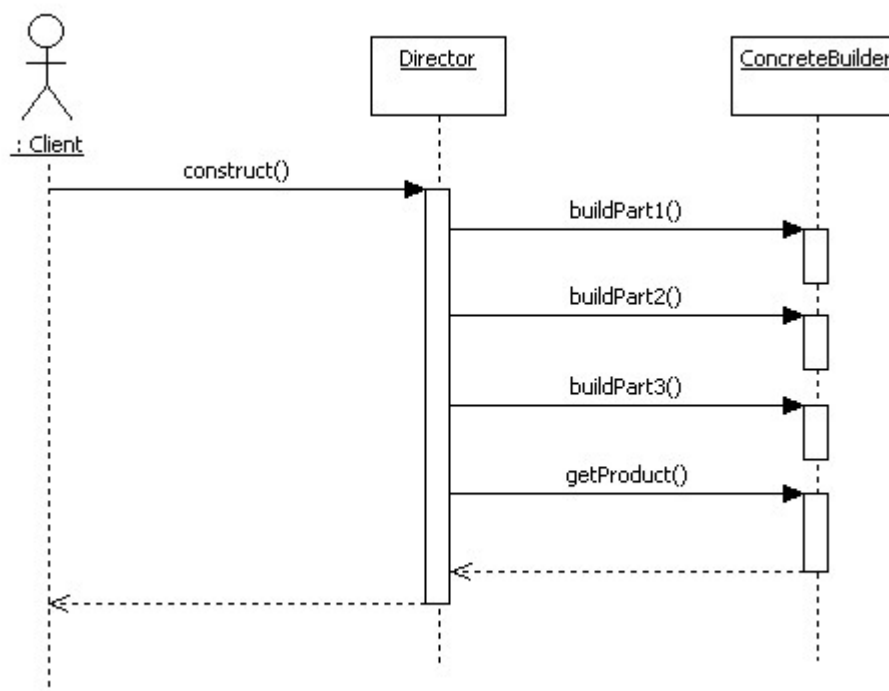 Director
ConcreteBuilder
: Client
construct()
buildPart1()
buildPart2()
buildPart3()
getProduct()